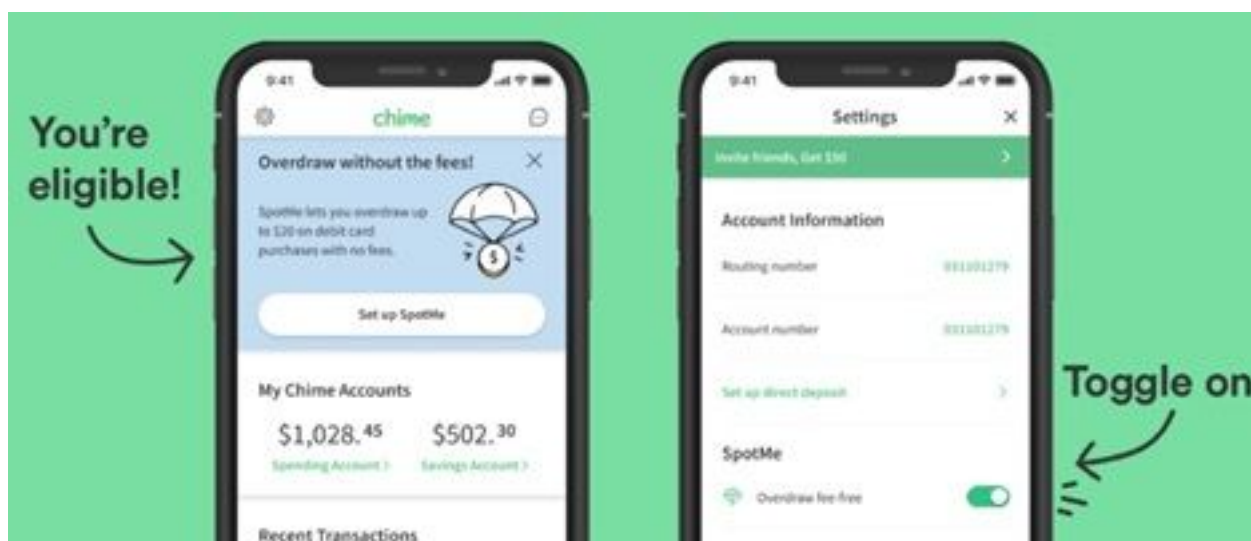 You're
eligible!
9:41
chime
Overdraw without the fees!
SpotMe lets you overdraw up
to $20 on debit card
purchases with no fees.
$
Set up SpotMe
My Chime Accounts
$1,028.45
$502.30
Spending Account >
Savings Account >
Recent Transactions
9:41
Settings
Invite friends, Get $50
Account Information
Routing number
031101279
Account number
031101279
Set up direct deposit
SpotMe
Overdraw fee-free
Toggle on